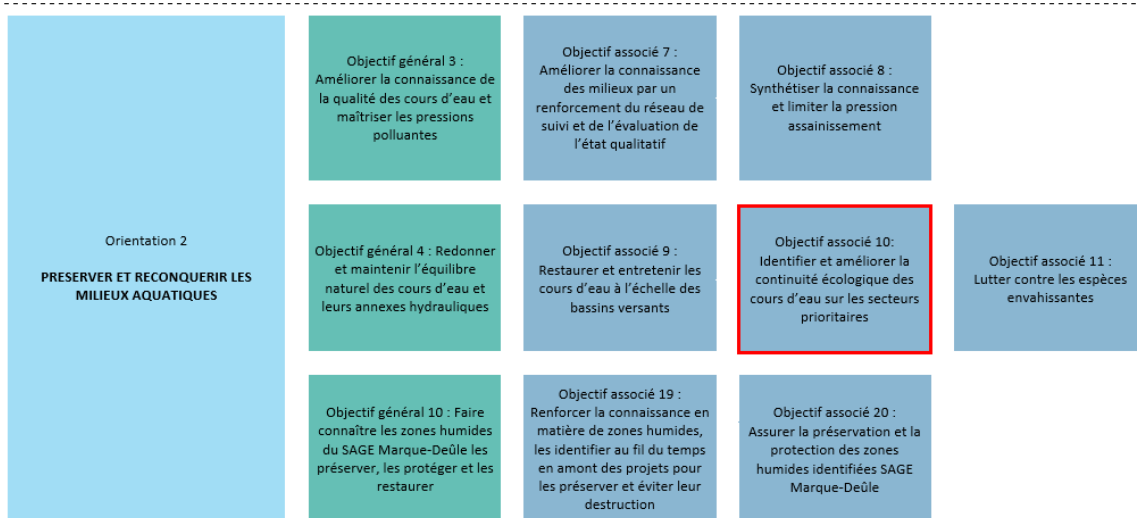 Orientation 2
PRESERVER ET RECONQUERIR LES
MILIEUX AQUATIQUES
Objectif général 3 :
Améliorer la connaissance de
la qualité des cours d'eau et
maîtriser les pressions
polluantes
Objectif associé 7 :
Améliorer la connaissance
des milieux par un
renforcement du réseau de
suivi et de l'évaluation de
l'état qualitatif
Objectif associé 8 :
Synthétiser la connaissance
et limiter la pression
assainissement
Objectif général 4 : Redonner
et maintenir l'équilibre
naturel des cours d'eau et
leurs annexes hydrauliques
Objectif associé 9 :
Restaurer et entretenir les
cours d'eau à l'échelle des
bassins versants
Objectif associé 10:
Identifier et améliorer la
continuité écologique des
cours d'eau sur les secteurs
prioritaires
Objectif associé 11 :
Lutter contre les espèces
envahissantes
Objectif général 10 : Faire
connaître les zones humides
du SAGE Marque-Deûle les
préserver, les protéger et les
restaurer
Objectif associé 19 :
Renforcer la connaissance en
matière de zones humides,
les identifier au fil du temps
en amont des projets pour
les préserver et éviter leur
destruction
Objectif associé 20 :
Assurer la préservation et la
protection des zones
humides identifiées SAGE
Marque-Deûle